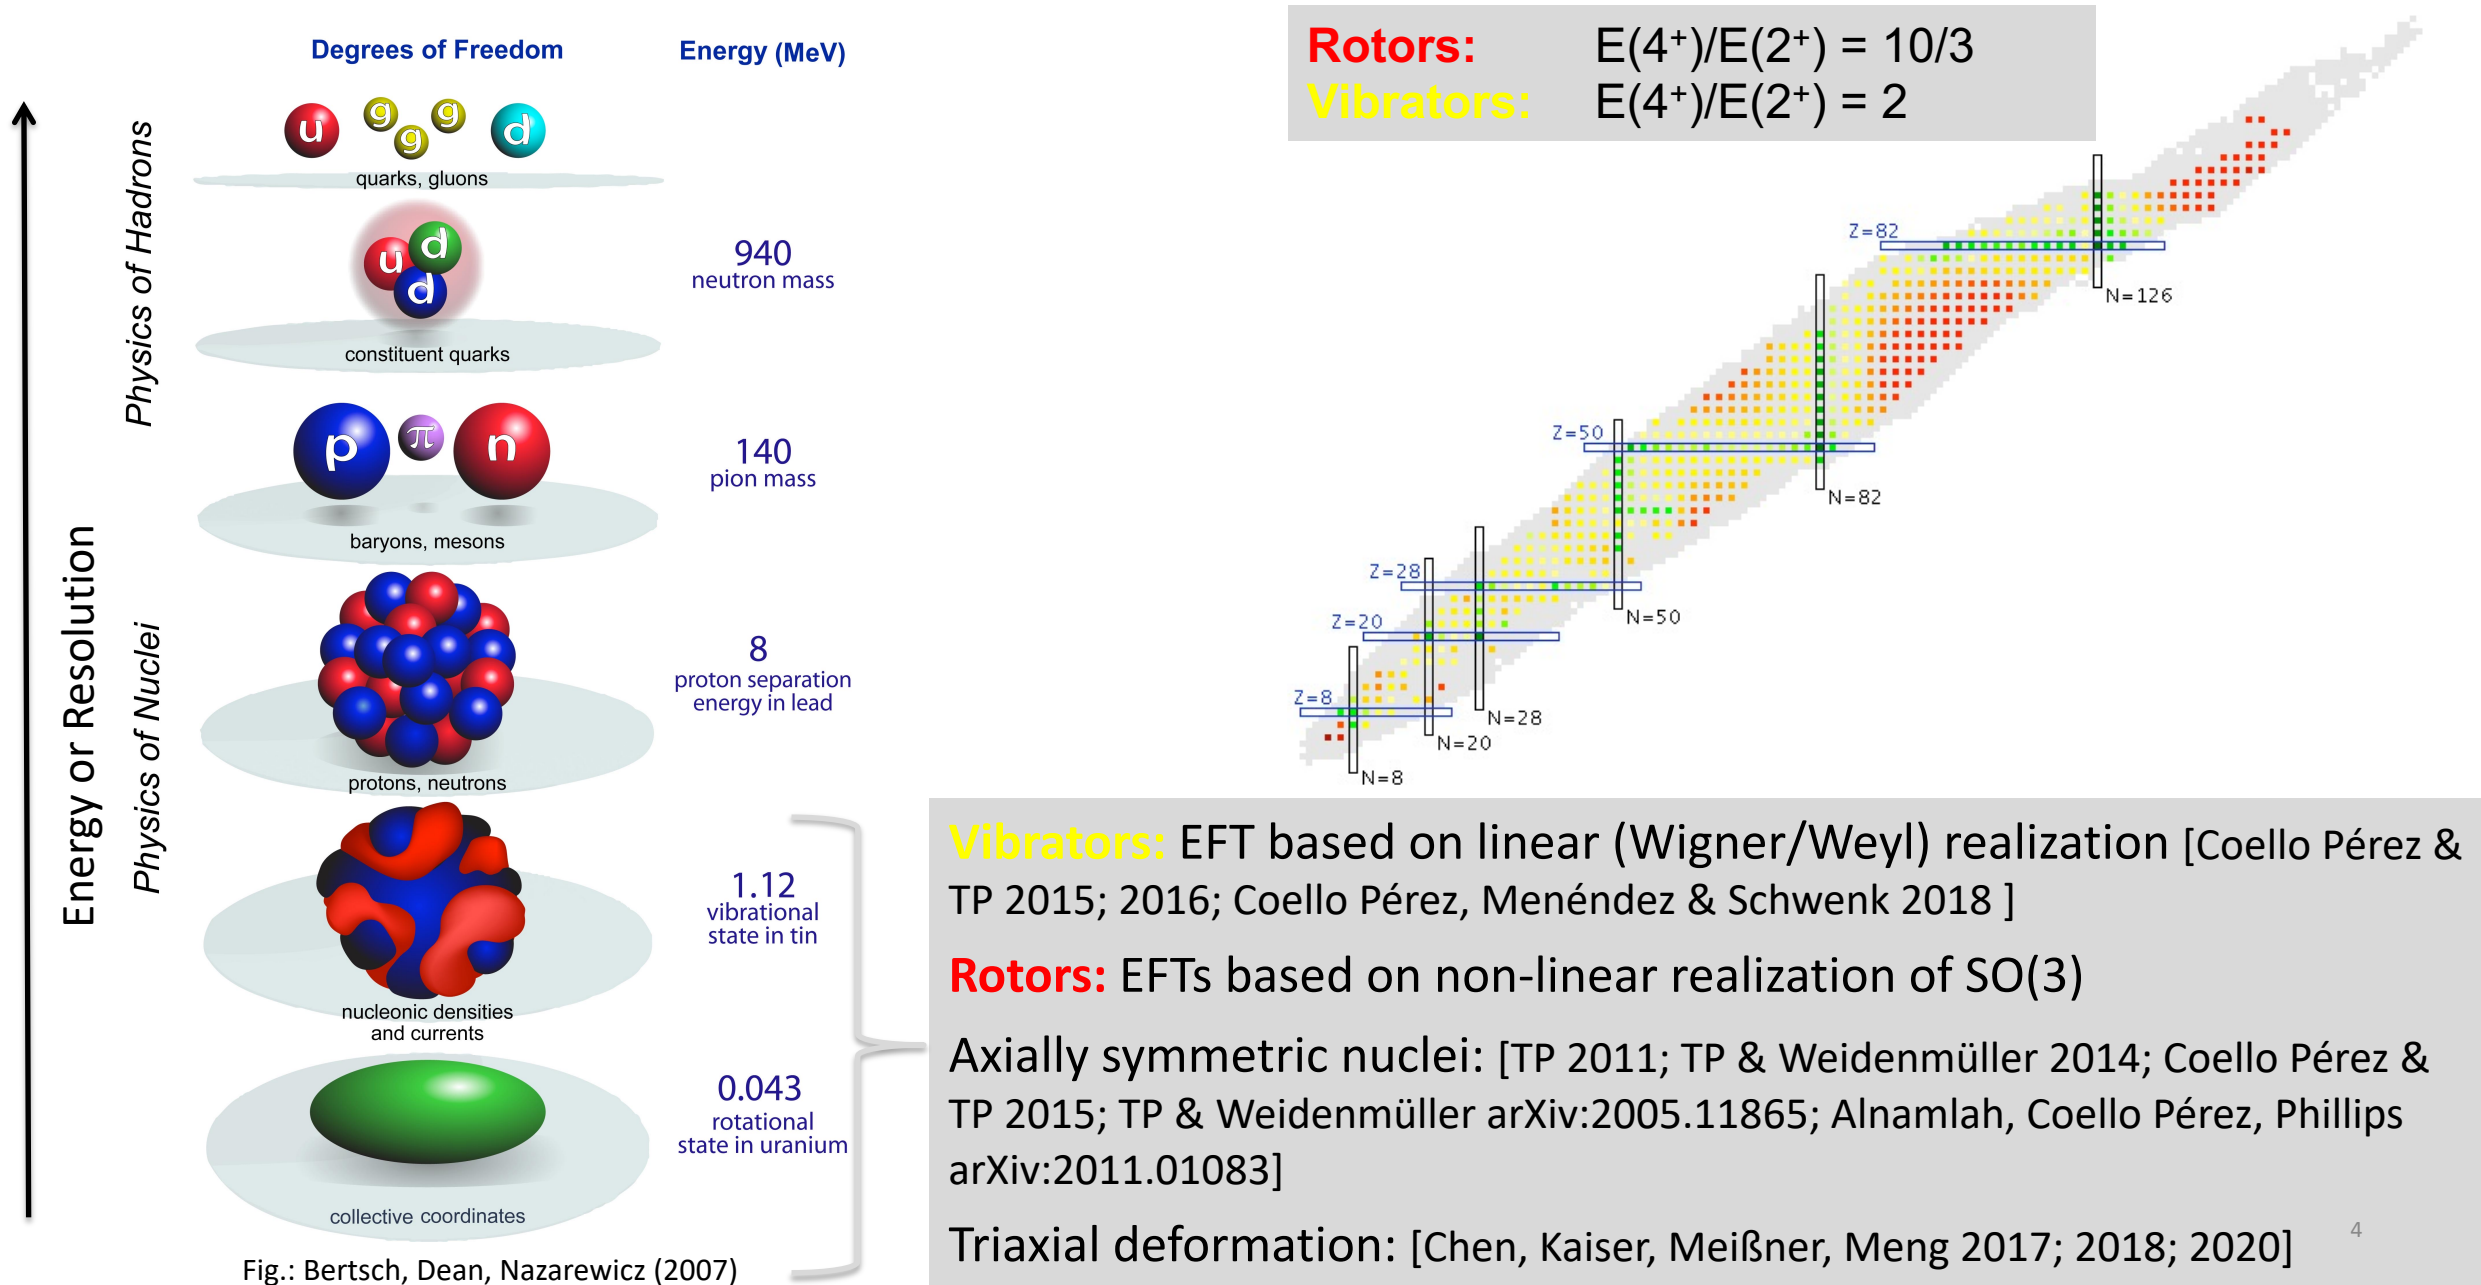 Degrees of Freedom
Energy (MeV)
Energy or Resolution
Physics of Hadrons
Physics of Nuclei
u g g g d
quarks, gluons
u d d
constituent quarks
940
neutron mass
p π n
baryons, mesons
140
pion mass
protons, neutrons
8
proton separation
energy in lead
nucleonic densities
and currents
1.12
vibrational
state in tin
collective coordinates
0.043
rotational
state in uranium
Fig.: Bertsch, Dean, Nazarewicz (2007)
Rotors: E(4⁺)/E(2⁺) = 10/3
Vibrators: E(4⁺)/E(2⁺) = 2
Z=82
N=126
Z=50
N=82
Z=28
N=50
Z=20
N=28
Z=8
N=20
N=8
Vibrators: EFT based on linear (Wigner/Weyl) realization [Coello Pérez &
TP 2015; 2016; Coello Pérez, Menéndez & Schwenk 2018 ]
Rotors: EFTs based on non-linear realization of SO(3)
Axially symmetric nuclei: [TP 2011; TP & Weidenmüller 2014; Coello Pérez &
TP 2015; TP & Weidenmüller arXiv:2005.11865; Alnamlah, Coello Pérez, Phillips
arXiv:2011.01083]
Triaxial deformation: [Chen, Kaiser, Meißner, Meng 2017; 2018; 2020]
4